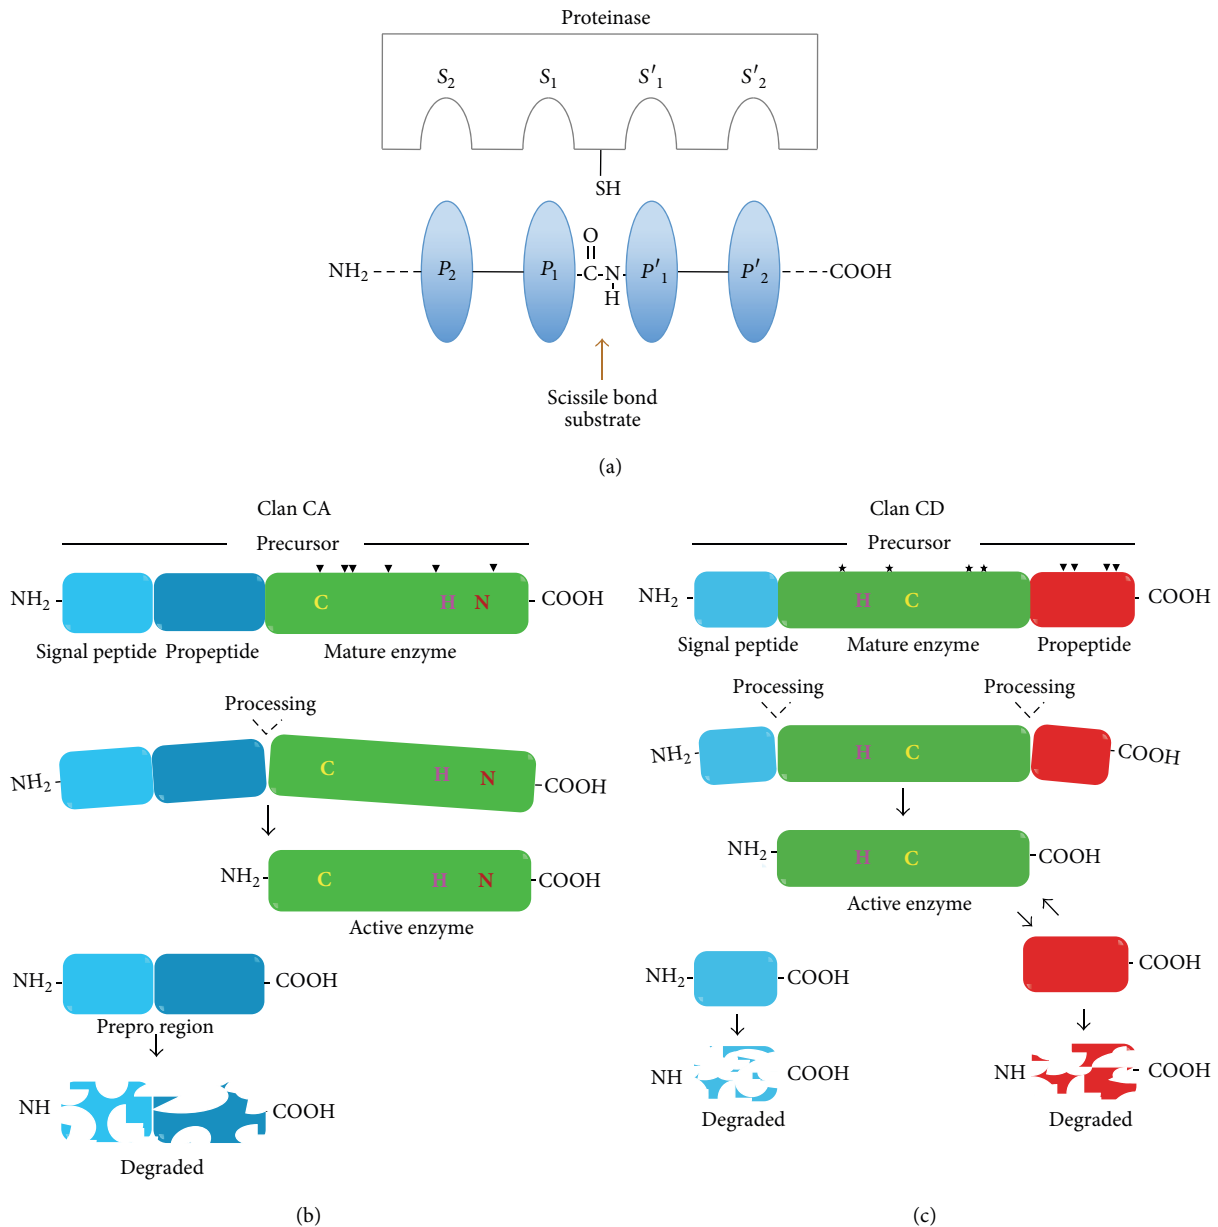 Proteinase
S2 S1 S′1 S′2
SH
O
NH2 P2 P1 C N P′1 P′2 COOH
H
Scissile bond
substrate
(a)
Clan CA
Precursor
NH2 C H N COOH
Signal peptide Propeptide Mature enzyme
Processing
NH2 C H N COOH
NH2 C H N COOH
Active enzyme
NH2 COOH
Prepro region
NH COOH
Degraded
(b)
Clan CD
Precursor
NH2 H C COOH
Signal peptide Mature enzyme Propeptide
Processing Processing
NH2 H C COOH
NH2 H C COOH
Active enzyme
NH2 COOH COOH
NH COOH NH COOH
Degraded Degraded
(c)